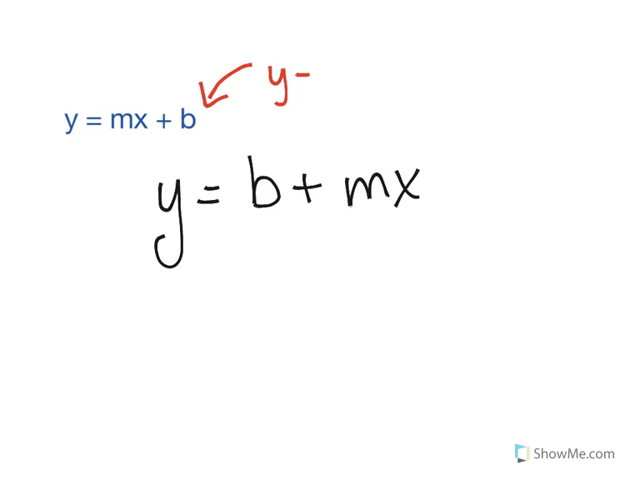 y -
y = mx + b
y = b + mx
ShowMe.com